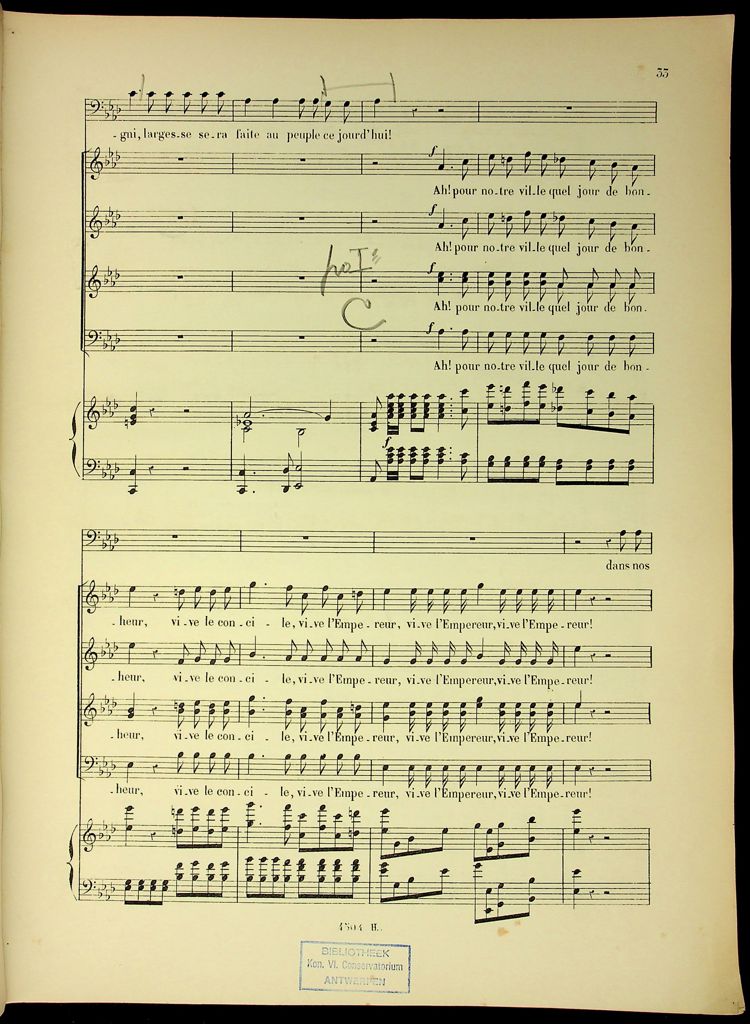 33
-gni, larges-se se-ra faite au peuple ce jourd'hui!
f
Ah! pour no-tre vil-le quel jour de bon-
f
Ah! pour no-tre vil-le quel jour de bon-
f
Ah! pour no-tre vil-le quel jour de bon-
C
f
Ah! pour no-tre vil-le quel jour de bon-
f
dans nos
-heur, vi-ve le con-ci-le, vi-ve l'Empe-reur, vi-ve l'Empereur, vi-ve l'Empe-reur!
-heur, vi-ve le con-ci-le, vi-ve l'Empe-reur, vi-ve l'Empereur, vi-ve l'Empe-reur!
-heur, vi-ve le con-ci-le, vi-ve l'Empe-reur, vi-ve l'Empereur, vi-ve l'Empe-reur!
-heur, vi-ve le con-ci-le, vi-ve l'Empe-reur, vi-ve l'Empereur, vi-ve l'Empe-reur!
4304 H.
BIBLIOTHEEK
Kon. Vl. Conservatorium
ANTWERPEN